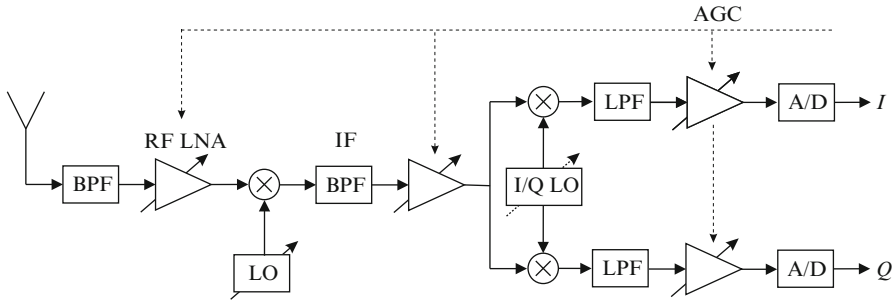 AGC
LPF
A/D
I
RF LNA
IF
BPF
BPF
I/Q LO
LO
LPF
A/D
Q